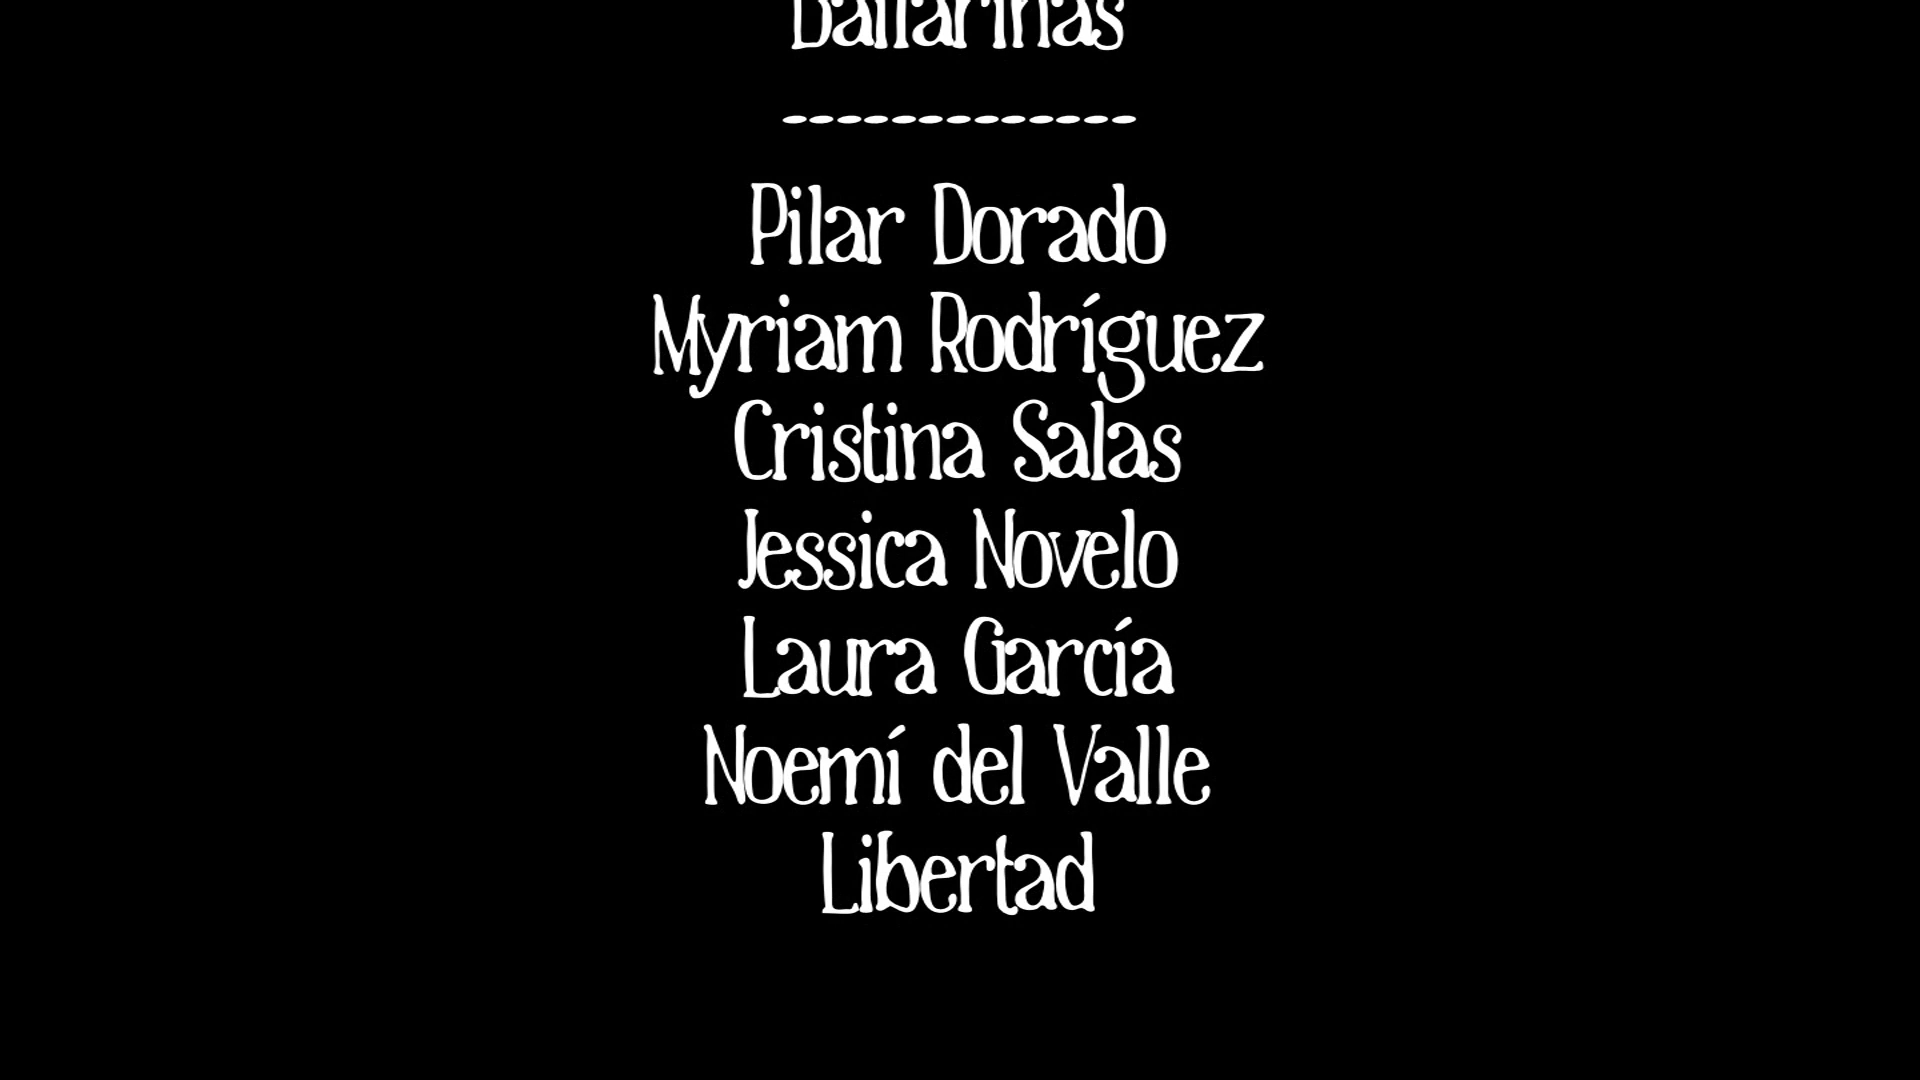 Bailarinas
-------------
Pilar Dorado
Myriam Rodríguez
Cristina Salas
Jessica Novelo
Laura García
Noemí del Valle
Libertad